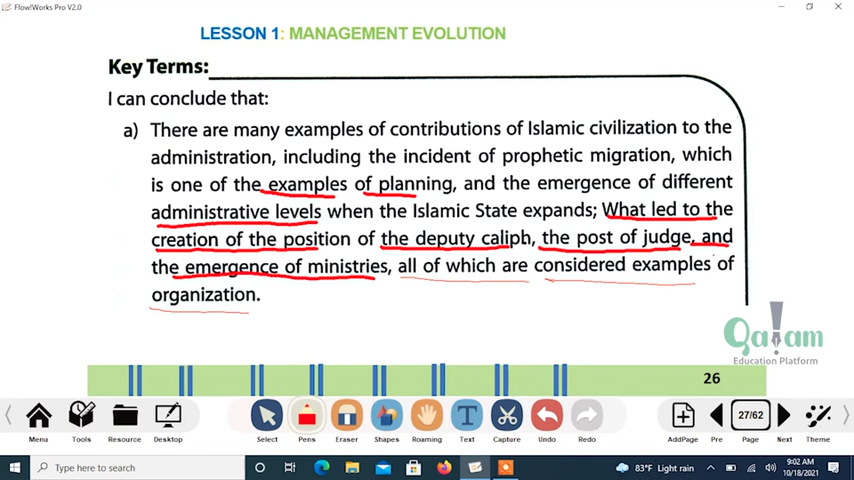 Flow!Works Pro V2.0
LESSON 1: MANAGEMENT EVOLUTION
Key Terms:
I can conclude that:
a) There are many examples of contributions of Islamic civilization to the
administration, including the incident of prophetic migration, which
is one of the examples of planning, and the emergence of different
administrative levels when the Islamic State expands; What led to the
creation of the position of the deputy caliph, the post of judge, and
the emergence of ministries, all of which are considered examples of
organization.
Qalam
Education Platform
26
27/62
Menu Tools Resource Desktop Select Pens Eraser Shapes Roaming Text Capture Undo Redo AddPage Pre Page Next Theme
Type here to search
83°F Light rain
9:02 AM
10/18/2021